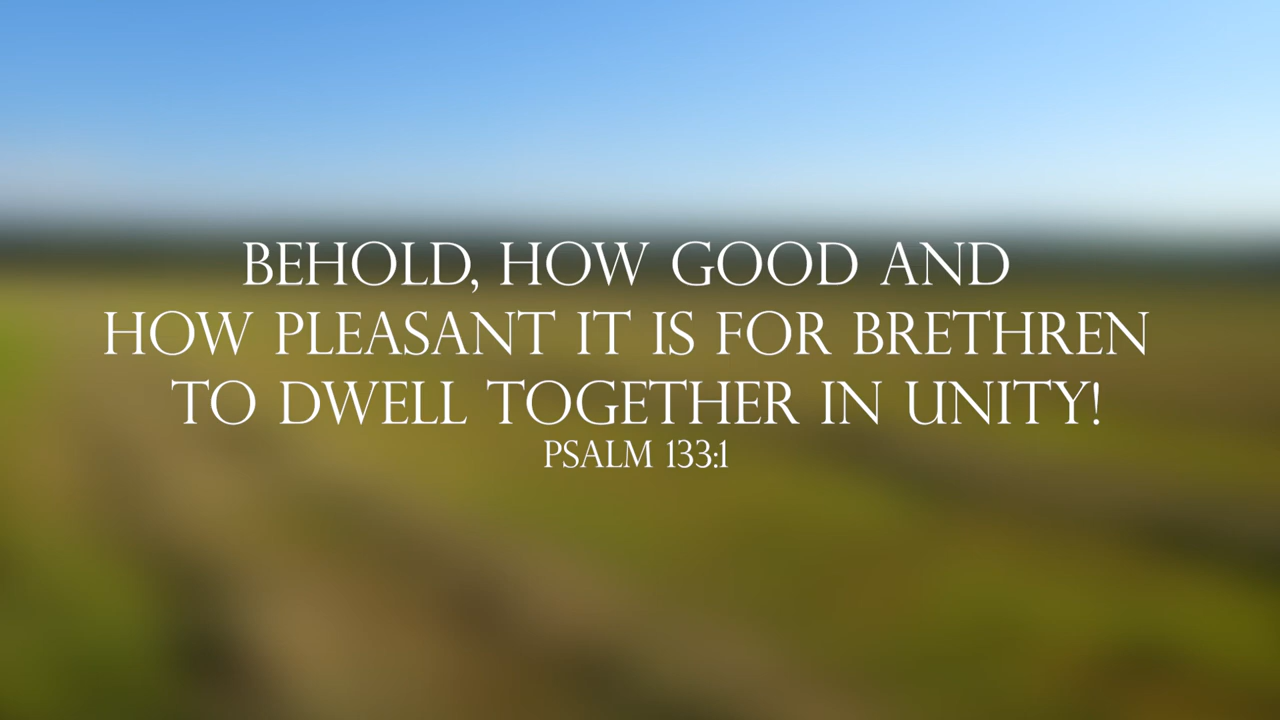 BEHOLD, HOW GOOD AND
HOW PLEASANT IT IS FOR BRETHREN
TO DWELL TOGETHER IN UNITY!
PSALM 133:1